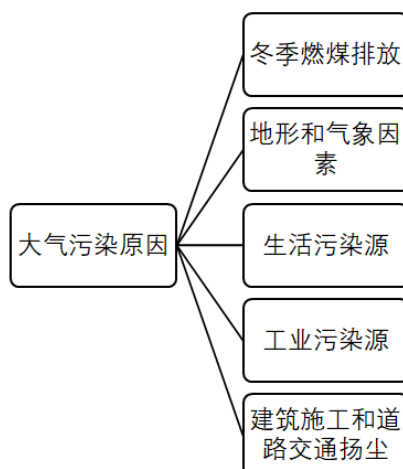 冬季燃煤排放
地形和气象因
素
大气污染原因
生活污染源
工业污染源
建筑施工和道
路交通扬尘